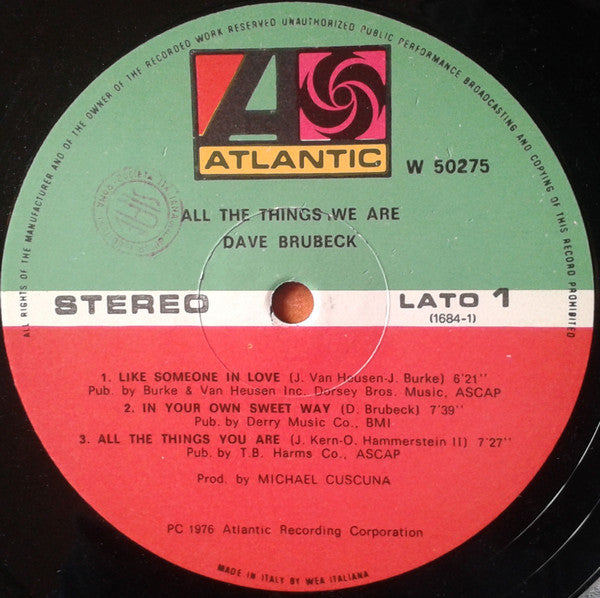 ALL RIGHTS OF THE MANUFACTURER AND OF THE OWNER OF THE RECORDED WORK RESERVED UNAUTHORIZED PUBLIC PERFORMANCE BROADCASTING AND COPYING OF THIS RECORD PROHIBITED
A
ATLANTIC
W 50275
ALL THE THINGS WE ARE
DAVE BRUBECK
STEREO
LATO 1
(1684-1)
1. LIKE SOMEONE IN LOVE (J. Van Heusen-J. Burke) 6'21''
Pub. by Burke & Van Heusen Inc. Dorsey Bros. Music, ASCAP
2. IN YOUR OWN SWEET WAY (D. Brubeck) 7'39''
Pub. by Derry Music Co., BMI
3. ALL THE THINGS YOU ARE (J. Kern-O. Hammerstein II) 7'27''
Pub. by T.B. Harms Co., ASCAP
Prod. by MICHAEL CUSCUNA
PC 1976 Atlantic Recording Corporation
MADE IN ITALY BY WEA ITALIANA